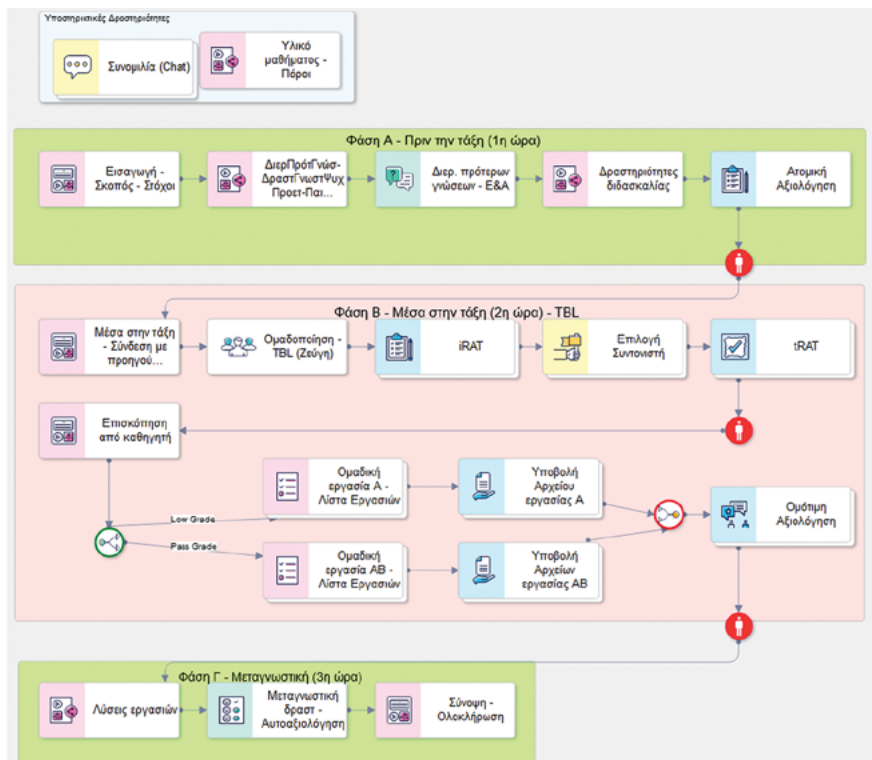 Υποστηρικτικές Δραστηριότητες
Συνομιλία (Chat)
Υλικό
μαθήματος -
Πόροι
Φάση Α - Πριν την τάξη (1η ώρα)
Εισαγωγή -
Σκοπός - Στόχοι
ΔιερΠρότΓνώσ-
ΔραστΓνωστΨυχ
Προετ-Παι...
Διερ. πρότερων
γνώσεων - Ε&Α
Δραστηριότητες
διδασκαλίας
Ατομική
Αξιολόγηση
Φάση Β - Μέσα στην τάξη (2η ώρα) - TBL
Μέσα στην τάξη
- Σύνδεση με
προηγού...
Ομαδοποίηση -
TBL (Ζεύγη)
iRAT
Επιλογή
Συντονιστή
tRAT
Επισκόπηση
από καθηγητή
Ομαδική
εργασία Α -
Λίστα Εργασιών
Υποβολή
Αρχείου
εργασίας Α
Low Grade
Pass Grade
Ομαδική
εργασία ΑΒ -
Λίστα Εργασιών
Υποβολή
Αρχείων
εργασίας ΑΒ
Ομότιμη
Αξιολόγηση
Φάση Γ - Μεταγνωστική (3η ώρα)
Λύσεις εργασιών
Μεταγνωστική
δραστ -
Αυτοαξιολόγηση
Σύνοψη -
Ολοκλήρωση